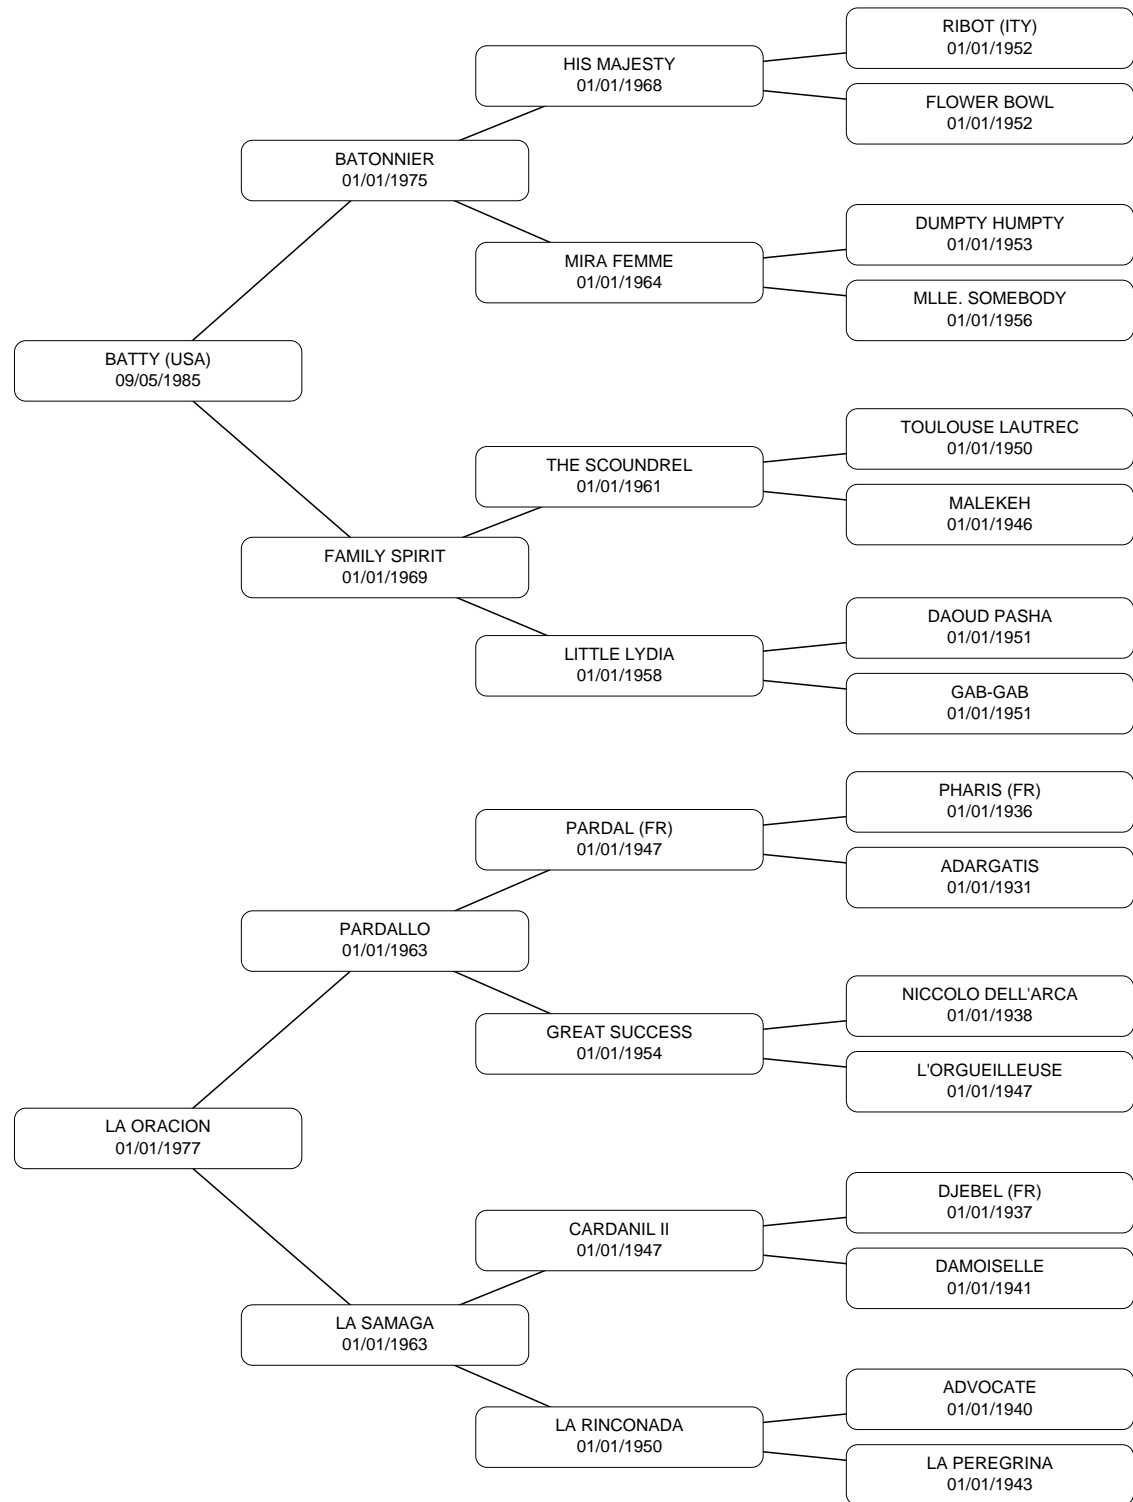 RIBOT (ITY)
01/01/1952
HIS MAJESTY
01/01/1968
FLOWER BOWL
01/01/1952
BATONNIER
01/01/1975
DUMPTY HUMPTY
01/01/1953
MIRA FEMME
01/01/1964
MLLE. SOMEBODY
01/01/1956
BATTY (USA)
09/05/1985
TOULOUSE LAUTREC
01/01/1950
THE SCOUNDREL
01/01/1961
MALEKEH
01/01/1946
FAMILY SPIRIT
01/01/1969
DAOUD PASHA
01/01/1951
LITTLE LYDIA
01/01/1958
GAB-GAB
01/01/1951
PHARIS (FR)
01/01/1936
PARDAL (FR)
01/01/1947
ADARGATIS
01/01/1931
PARDALLO
01/01/1963
NICCOLO DELL'ARCA
01/01/1938
GREAT SUCCESS
01/01/1954
L'ORGUEILLEUSE
01/01/1947
LA ORACION
01/01/1977
DJEBEL (FR)
01/01/1937
CARDANIL II
01/01/1947
DAMOISELLE
01/01/1941
LA SAMAGA
01/01/1963
ADVOCATE
01/01/1940
LA RINCONADA
01/01/1950
LA PEREGRINA
01/01/1943